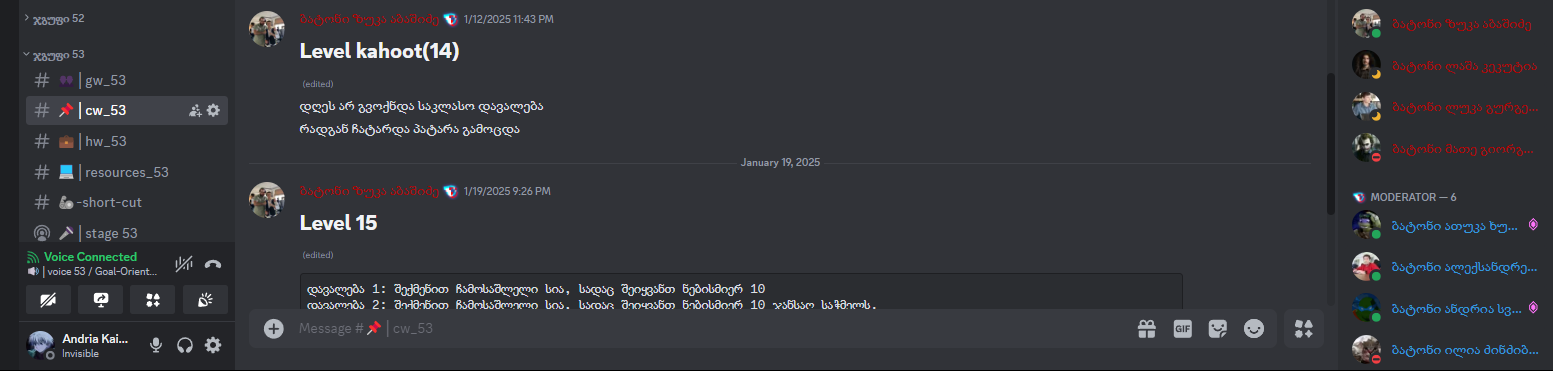 ჯგუფი 52
ჯგუფი 53
gw_53
cw_53
hw_53
resources_53
-short-cut
stage 53
Voice Connected
voice 53 / Goal-Orient...
Andria Kai...
Invisible
ბატონი ზუკა აბაშიძე 1/12/2025 11:43 PM
Level kahoot(14)
(edited)
დღეს არ გვოქნდა საკლასო დავალება
რადგან ჩატარდა პატარა გამოცდა
January 19, 2025
ბატონი ზუკა აბაშიძე 1/19/2025 9:26 PM
Level 15
(edited)
დავალება 1: შექმენით ჩამოსაშლელი სია, სადაც შეიყვანთ ნებისმიერ 10
დავალება 2: შექმენით ჩამოსაშლელი სია, სადაც შეიყვანთ ნებისმიერ 10 ჯანსაღ საჭმელს.
Message # | cw_53
GIF
ბატონი ზუკა აბაშიძე
ბატონი ლაშა კეკუტია
ბატონი ლუკა გურგე...
ბატონი მათე გიორგ...
MODERATOR — 6
ბატონი ათუკა ხუ...
ბატონი ალექსანდრე...
ბატონი ანდრია სვ...
ბატონი ილია ძინძიბ...